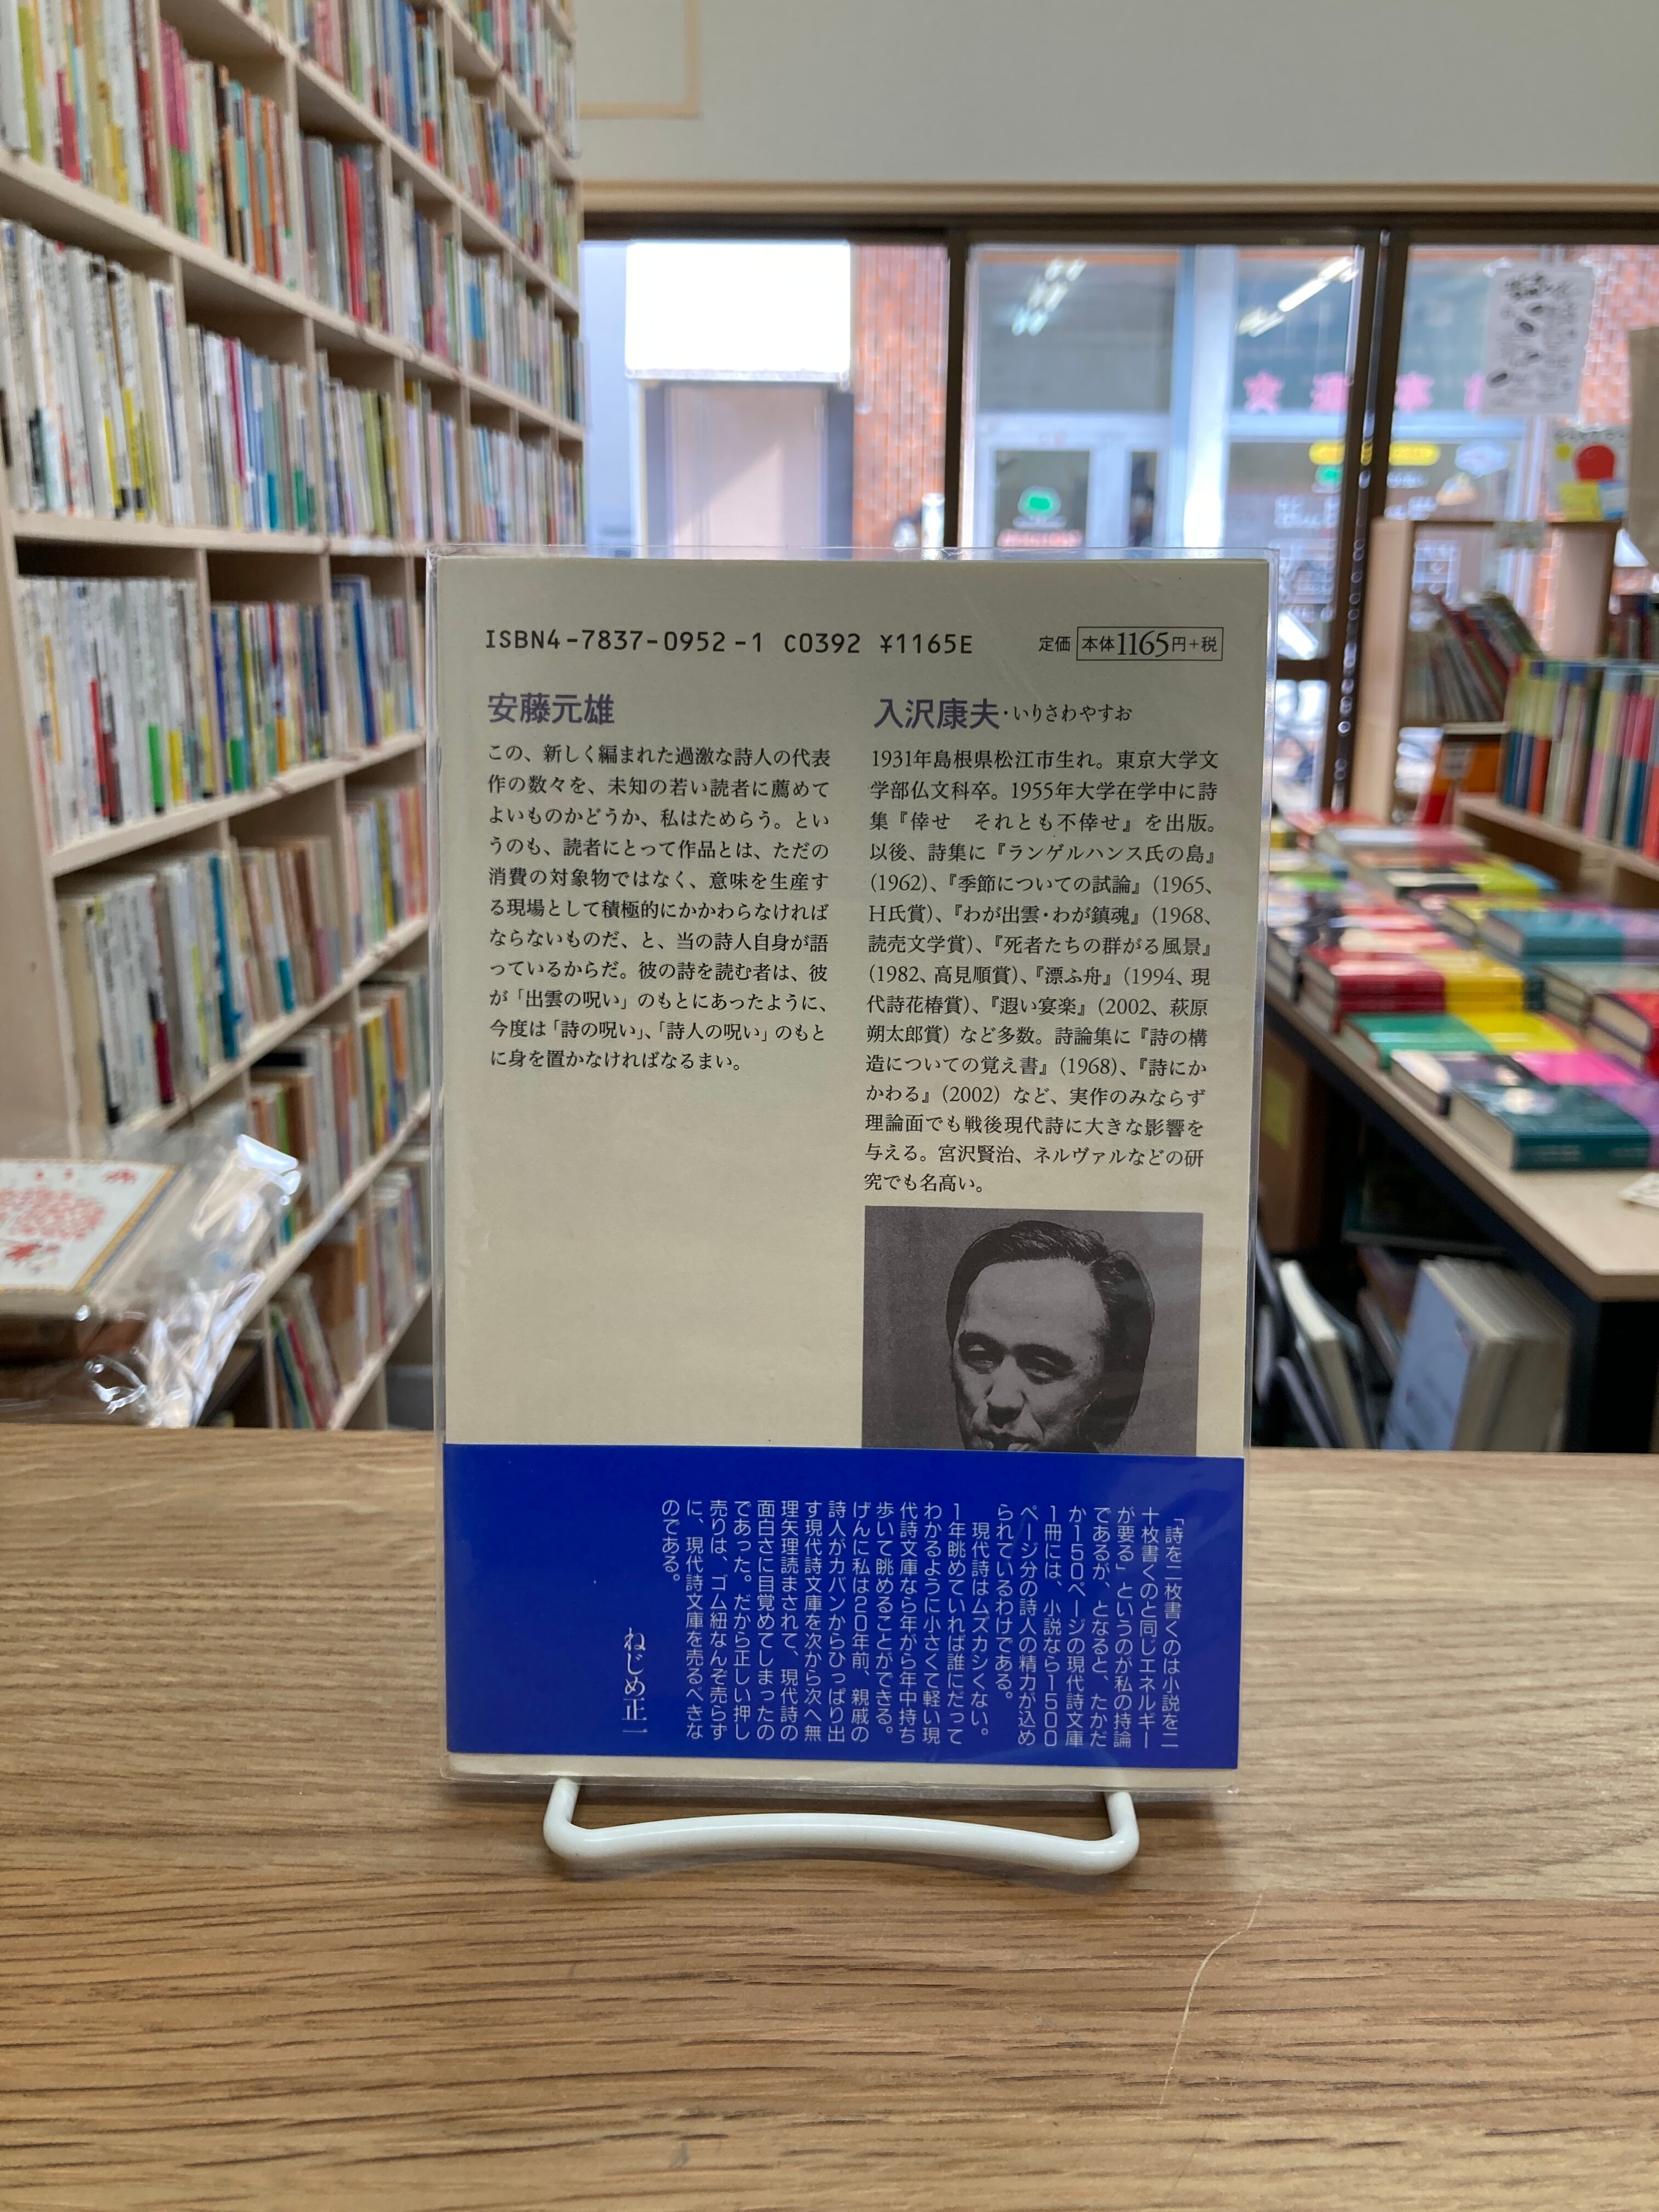 ISBN4-7837-0952-1 C0392 ¥1165E
定価 本体1165円+税
安藤元雄
この、新しく編まれた過激な詩人の代表
作の数々を、未知の若い読者に薦めて
よいものかどうか、私はためらう。とい
うのも、読者にとって作品とは、ただの
消費の対象物ではなく、意味を生産す
る現場として積極的にかかわらなければ
ならないものだ、と、当の詩人自身が語
っているからだ。彼の詩を読む者は、彼
が「出雲の呪い」のもとにあったように、
今度は「詩の呪い」、「詩人の呪い」のもと
に身を置かなければなるまい。
入沢康夫・いりさわやすお
1931年島根県松江市生れ。東京大学文
学部仏文科卒。1955年大学在学中に詩
集『倖せ それとも不倖せ』を出版。
以後、詩集に『ランゲルハンス氏の島』
(1962)、『季節についての試論』(1965、
H氏賞)、『わが出雲・わが鎮魂』(1968、
読売文学賞)、『死者たちの群がる風景』
(1982、高見順賞)、『漂ふ舟』(1994、現
代詩花椿賞)、『遐い宴楽』(2002、萩原
朔太郎賞)など多数。詩論集に『詩の構
造についての覚え書』(1968)、『詩にか
かわる』(2002)など、実作のみならず
理論面でも戦後現代詩に大きな影響を
与える。宮沢賢治、ネルヴァルなどの研
究でも名高い。
「詩を二枚書くのは小説を二
十枚書くのと同じエネルギー
が要る」というのが私の持論
であるが、となると、たかだ
か150ページの現代詩文庫
1冊には、小説なら1500
ページ分の詩人の精力が込め
られているわけである。
現代詩はムズカシくない。
1年眺めていれば誰にだって
わかるように小さくて軽い現
代詩文庫なら年がら年中持ち
歩いて眺めることができる。
げんに私は20年前、親戚の
詩人がカバンからひっぱり出
す現代詩文庫を次から次へ無
理矢理読まされて、現代詩の
面白さに目覚めてしまったの
であった。だから正しい押し
売りは、ゴム紐なんぞ売らず
に、現代詩文庫を売るべきな
のである。
ねじめ正一